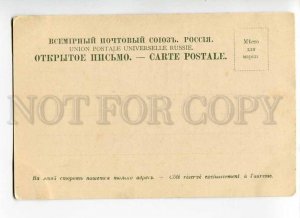 ВСЕМІРНЫЙ ПОЧТОВЫЙ СОЮЗЪ. РОССІЯ.
UNION POSTALE UNIVERSELLE RUSSIE.
ОТКРЫТОЕ ПИСЬМО. — CARTE POSTALE.
Мѣсто
для
марки
NOT FOR COPY
На этой сторонѣ пишется только адресъ. — Côté réservé exclusivement à l'adresse.